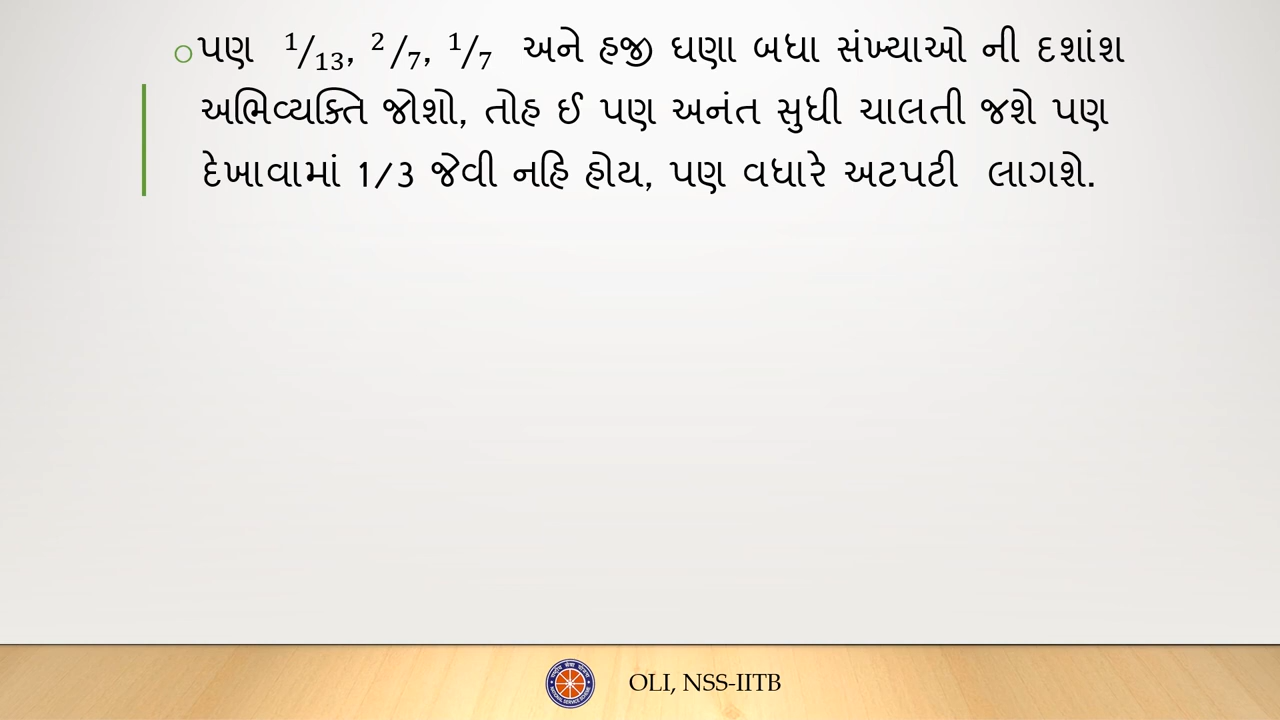 પણ ¹/₁₃, ²/₇, ¹/₇ અને હજી ઘણા બધા સંખ્યાઓ ની દશાંશ
અભિવ્યક્તિ જોશો, તોહ ઈ પણ અનંત સુધી ચાલતી જશે પણ
દેખાવામાં 1/3 જેવી નહિ હોય, પણ વધારે અટપટી લાગશે.
OLI, NSS-IITB